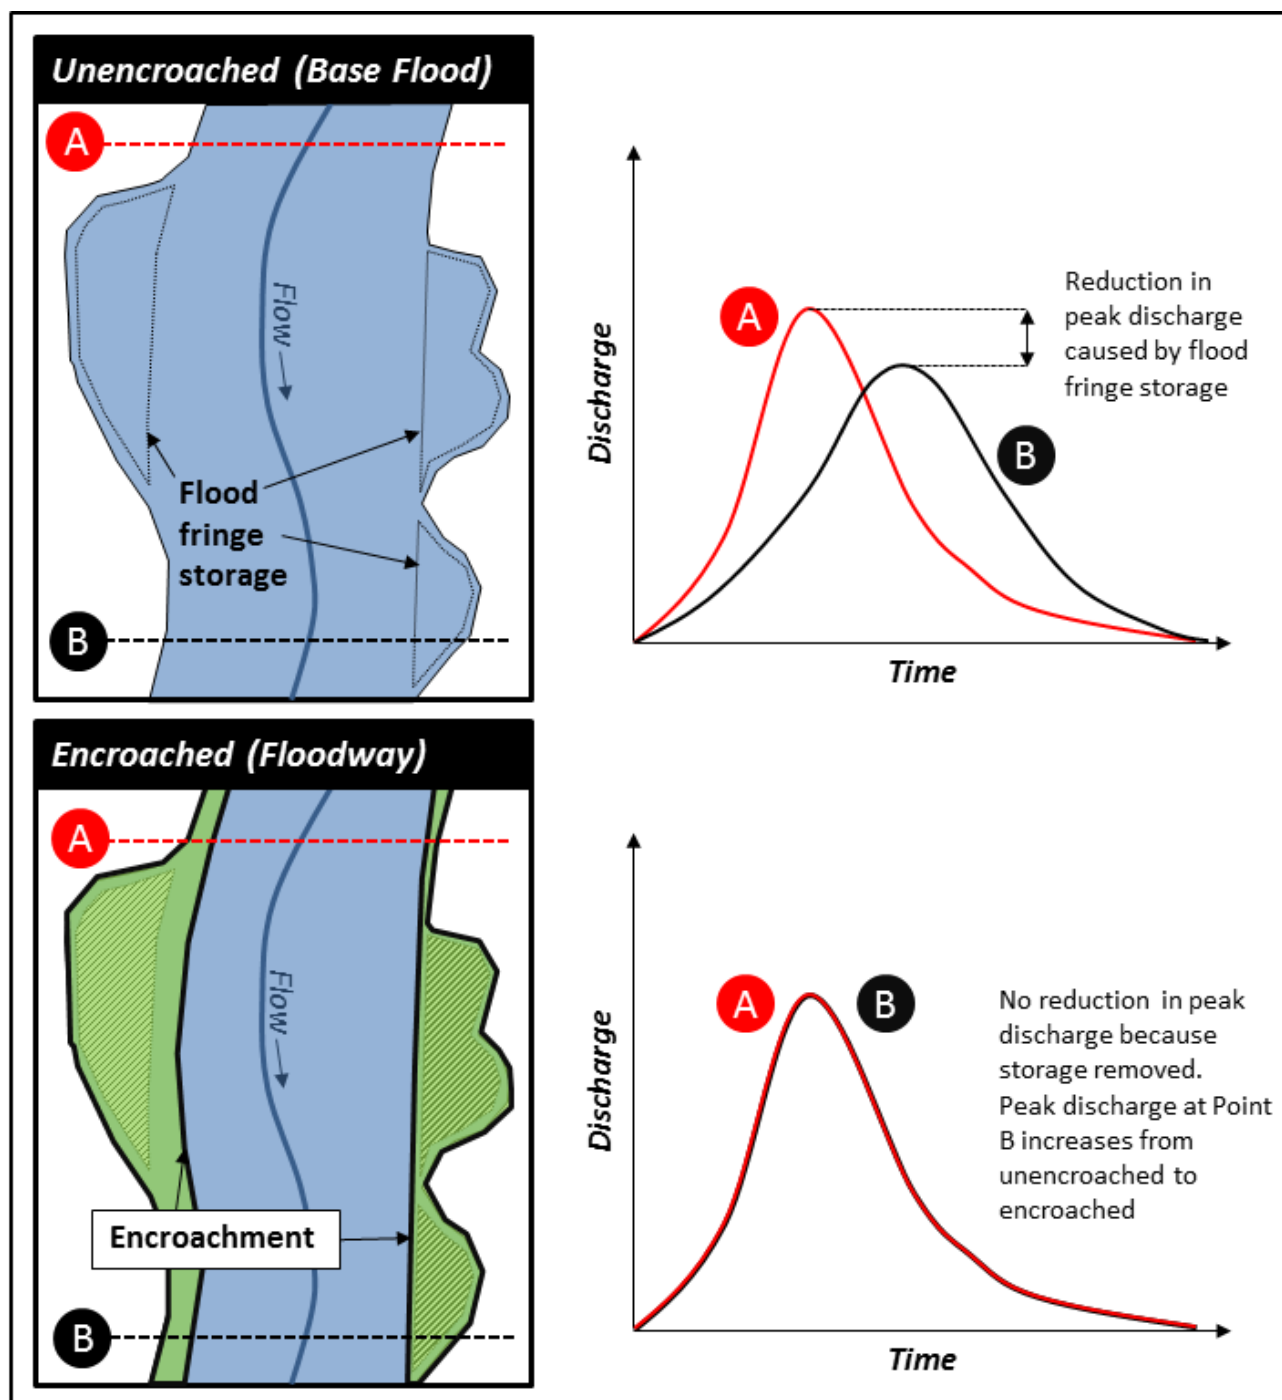 Unencroached (Base Flood)
A
Flow
Flood
fringe
storage
B
Discharge
A
B
Reduction in
peak discharge
caused by flood
fringe storage
Time
Encroached (Floodway)
A
Flow
Encroachment
B
Discharge
A
B
No reduction in peak
discharge because
storage removed.
Peak discharge at Point
B increases from
unencroached to
encroached
Time